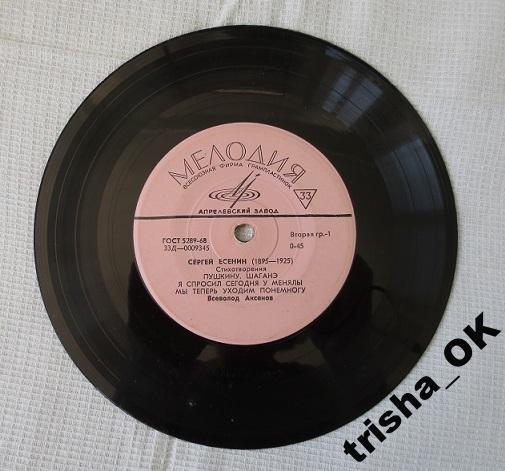 МЕЛОДИЯ
ВСЕСОЮЗНАЯ ФИРМА ГРАМПЛАСТИНОК
33
АПРЕЛЕВСКИЙ ЗАВОД
ГОСТ 5289-68 Вторая гр.-1
33Д—0009345 0-45
СЕРГЕЙ ЕСЕНИН (1895—1925)
Стихотворения
ПУШКИНУ, ШАГАНЭ
Я СПРОСИЛ СЕГОДНЯ У МЕНЯЛЫ
МЫ ТЕПЕРЬ УХОДИМ ПОНЕМНОГУ
Всеволод Аксенов
trisha_OK